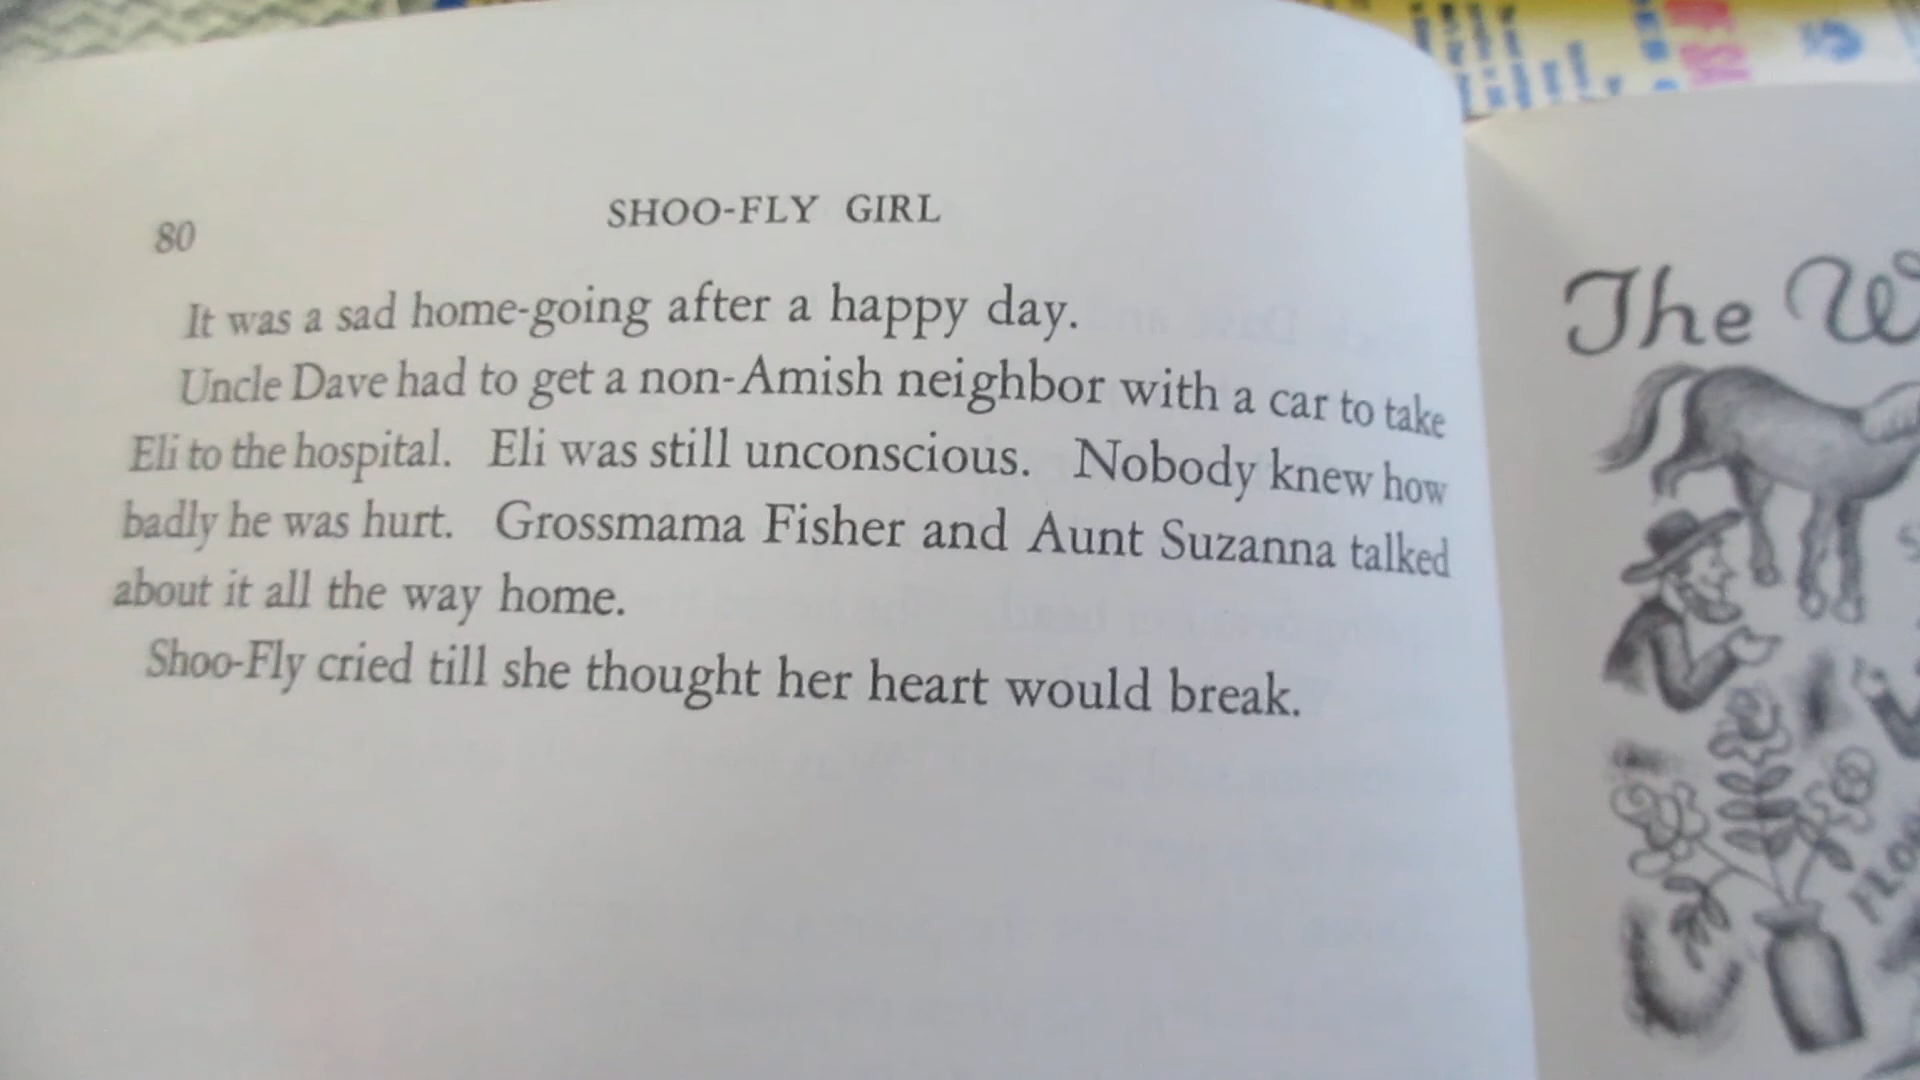 80
SHOO-FLY GIRL
It was a sad home-going after a happy day.
Uncle Dave had to get a non-Amish neighbor with a car to take
Eli to the hospital. Eli was still unconscious. Nobody knew how
badly he was hurt. Grossmama Fisher and Aunt Suzanna talked
about it all the way home.
Shoo-Fly cried till she thought her heart would break.
The